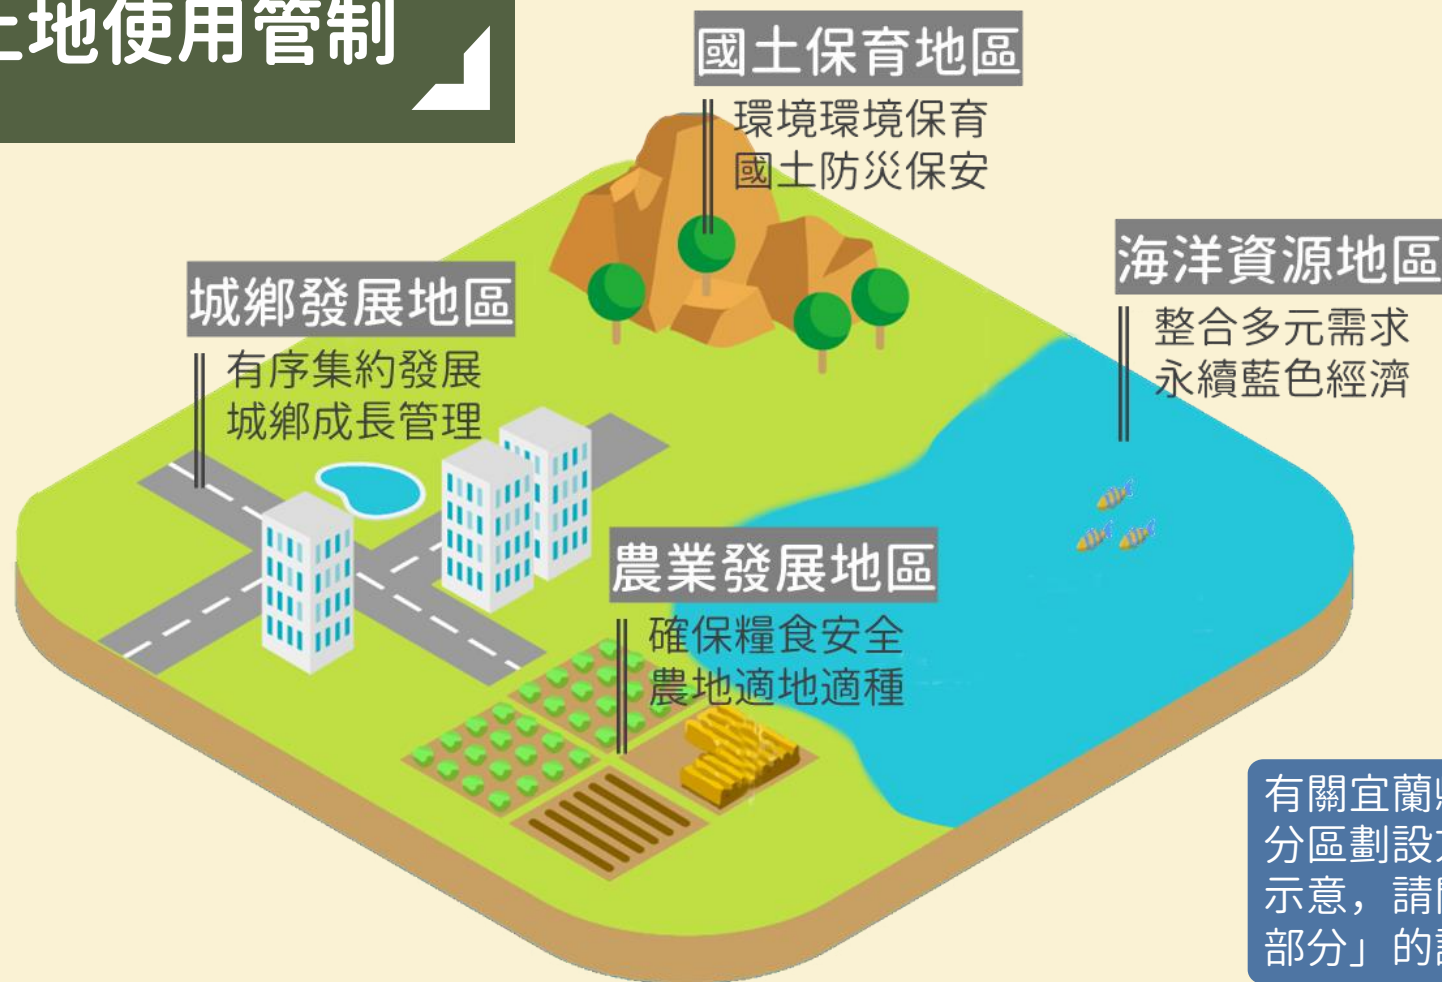 土地使用管制
國土保育地區
環境環境保育
國土防災保安
海洋資源地區
整合多元需求
永續藍色經濟
城鄉發展地區
有序集約發展
城鄉成長管理
農業發展地區
確保糧食安全
農地適地適種
有關宜蘭
分區劃設
示意，請
部分」的